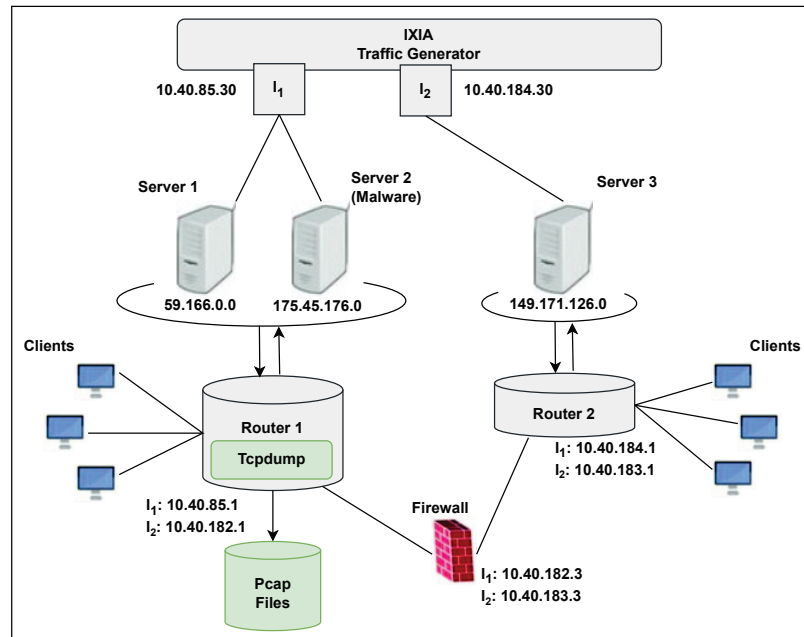 IXIA
Traffic Generator
10.40.85.30
I1
I2
10.40.184.30
Server 1
Server 2
(Malware)
Server 3
59.166.0.0
175.45.176.0
149.171.126.0
Clients
Clients
Router 1
Tcpdump
Router 2
I1: 10.40.184.1
I2: 10.40.183.1
I1: 10.40.85.1
I2: 10.40.182.1
Firewall
I1: 10.40.182.3
I2: 10.40.183.3
Pcap
Files